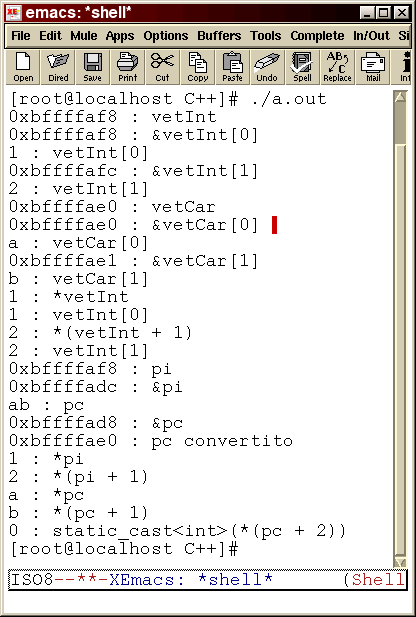 emacs: *shell*
File Edit Mule Apps Options Buffers Tools Complete In/Out Si
Open Dired Save Print Cut Copy Paste Undo Spell Replace Mail Inf
[root@localhost C++]# ./a.out
0xbffffaf8 : vetInt
0xbffffaf8 : &vetInt[0]
1 : vetInt[0]
0xbffffafc : &vetInt[1]
2 : vetInt[1]
0xbffffae0 : vetCar
0xbffffae0 : &vetCar[0]
a : vetCar[0]
0xbffffae1 : &vetCar[1]
b : vetCar[1]
1 : *vetInt
1 : vetInt[0]
2 : *(vetInt + 1)
2 : vetInt[1]
0xbffffaf8 : pi
0xbffffadc : &pi
ab : pc
0xbffffad8 : &pc
0xbffffae0 : pc convertito
1 : *pi
2 : *(pi + 1)
a : *pc
b : *(pc + 1)
0 : static_cast<int>(*(pc + 2))
[root@localhost C++]#
ISO8--**-XEmacs: *shell* (Shell